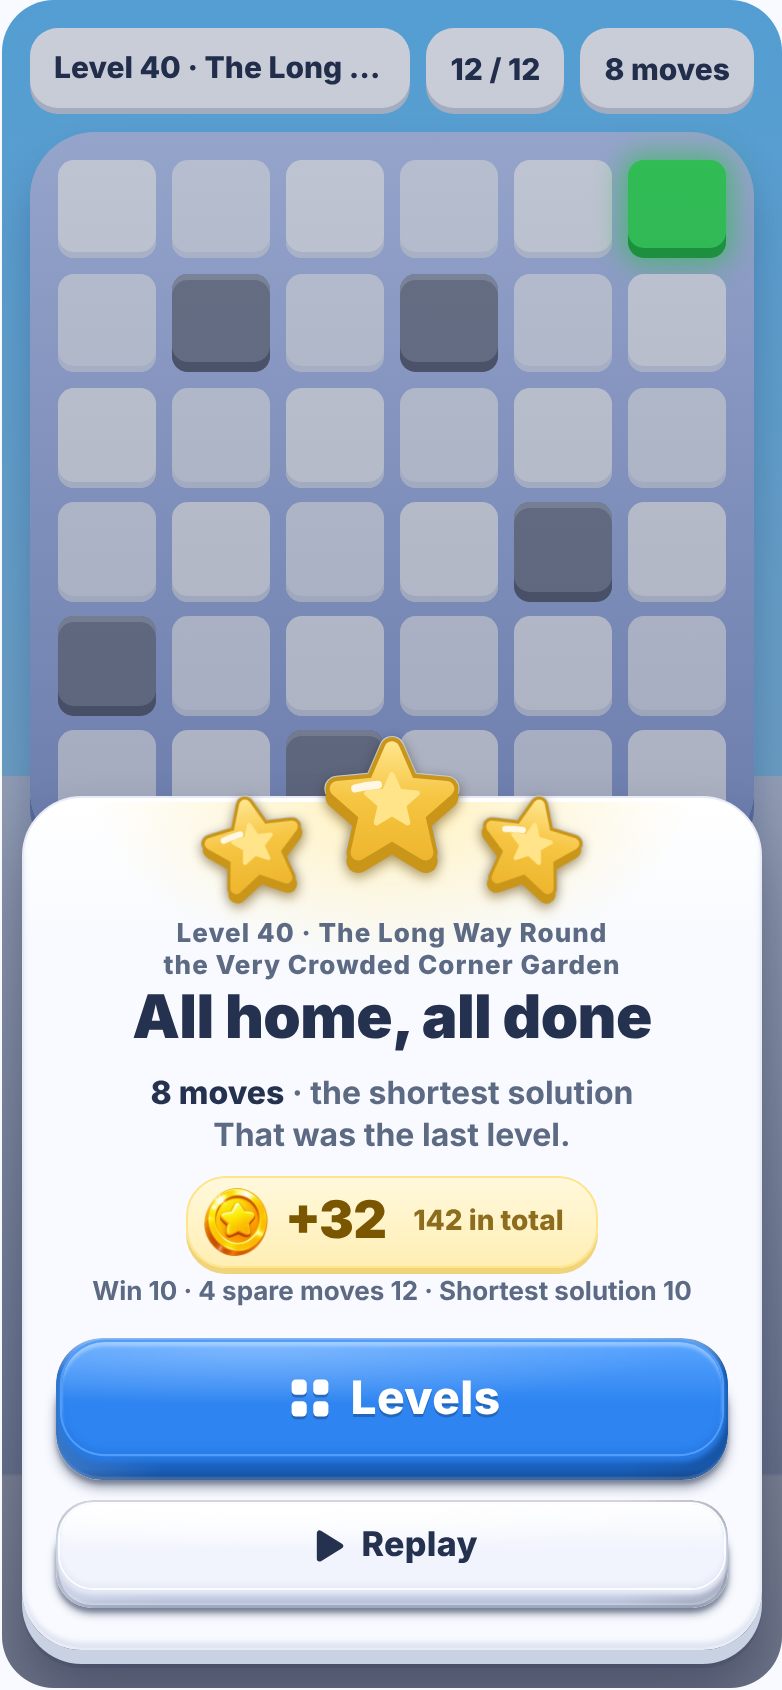 Level 40 · The Long ...
12 / 12
8 moves
Level 40 · The Long Way Round
the Very Crowded Corner Garden
All home, all done
8 moves · the shortest solution
That was the last level.
+32
142 in total
Win 10 · 4 spare moves 12 · Shortest solution 10
Levels
Replay